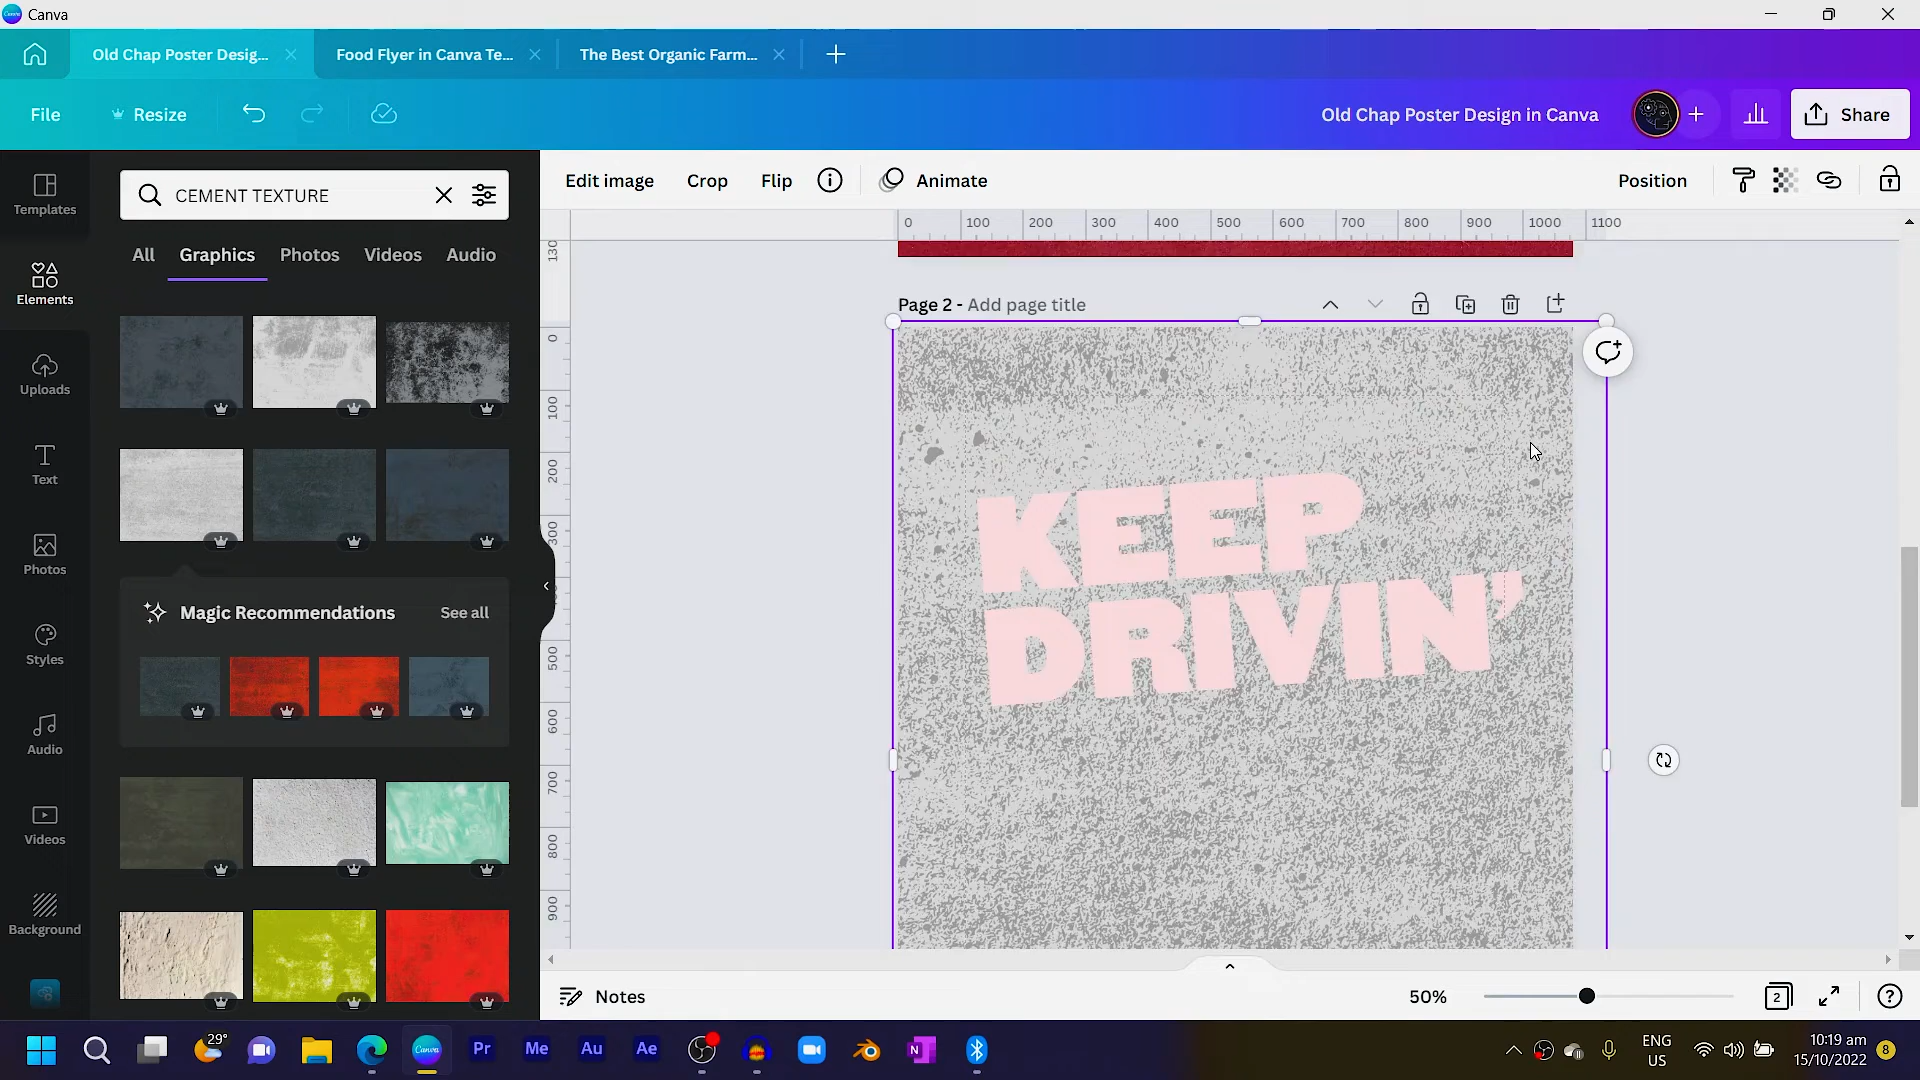 Canva
Old Chap Poster Desig...
Food Flyer in Canva Te...
The Best Organic Farm...
File
Resize
Old Chap Poster Design in Canva
Share
Templates
Elements
Uploads
Text
Photos
Styles
Audio
Videos
Background
CEMENT TEXTURE
All
Graphics
Photos
Videos
Audio
Magic Recommendations
See all
Edit image
Crop
Flip
Animate
Position
0 100 200 300 400 500 600 700 800 900 1000 1100
130
0
100
200
300
500
600
700
800
900
Page 2 - Add page title
KEEP
DRIVIN’
Notes
50%
2
29°
Canva
Pr
Me
Au
Ae
N
ENG
US
10:19 am
15/10/2022
8